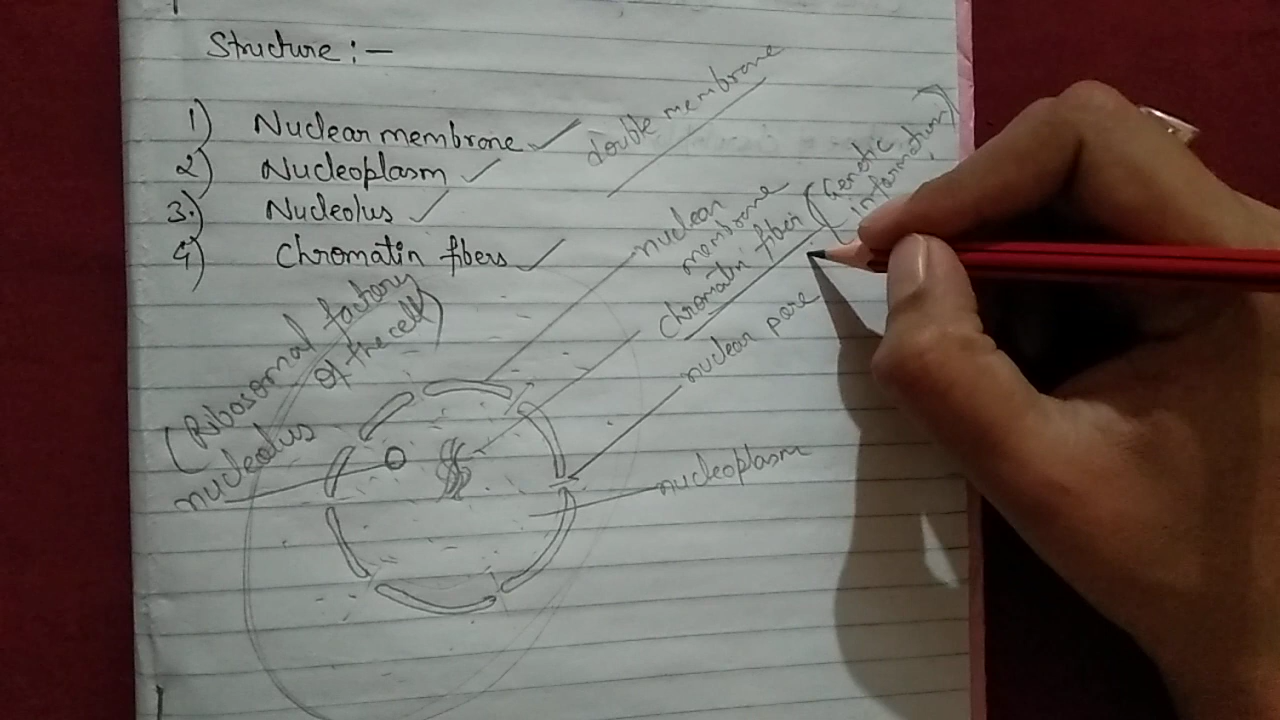 Structure :-
1) Nuclear membrane
double membrane
2) Nucleoplasm
3.) Nucleolus
4) Chromatin fibers
(Ribosomal factory
of the cell)
nucleolus
nuclear
membrane
chromatin fiber (Genetic
information)
nuclear pore
nucleoplasm